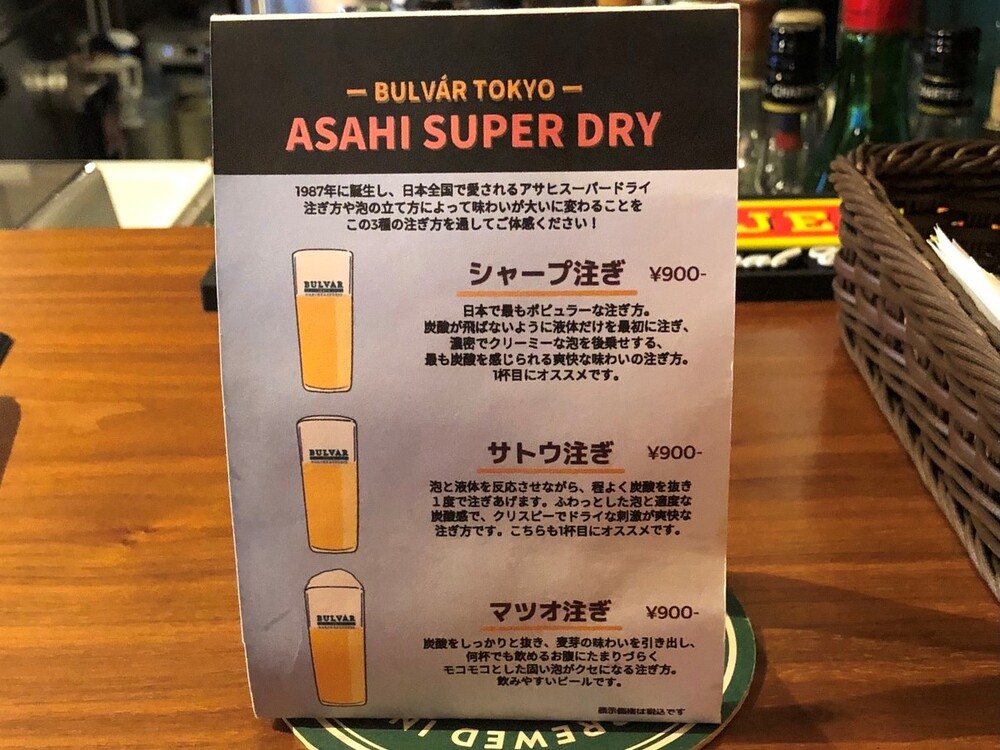 BULVÁR TOKYO
ASAHI SUPER DRY
1987年に誕生し、日本全国で愛されるアサヒスーパードライ
注ぎ方や泡の立て方によって味わいが大いに変わることを
この3種の注ぎ方を通してご体感ください！
シャープ注ぎ ¥900-
日本で最もポピュラーな注ぎ方。
炭酸が飛ばないように液体だけを最初に注ぎ、
濃密でクリーミーな泡を後乗せする、
最も炭酸を感じられる爽快な味わいの注ぎ方。
1杯目にオススメです。
BULVAR
サトウ注ぎ ¥900-
泡と液体を反応させながら、程よく炭酸を抜き
１度で注ぎあげます。ふわっとした泡と適度な
炭酸感で、クリスピーでドライな刺激が爽快な
注ぎ方です。こちらも1杯目にオススメです。
BULVAR
マツオ注ぎ ¥900-
炭酸をしっかりと抜き、麦芽の味わいを引き出し、
何杯でも飲めるお腹にたまりづらく
モコモコとした固い泡がクセになる注ぎ方。
飲みやすいビールです。
BULVÁR
表示価格は税込です
REWED IN
JE